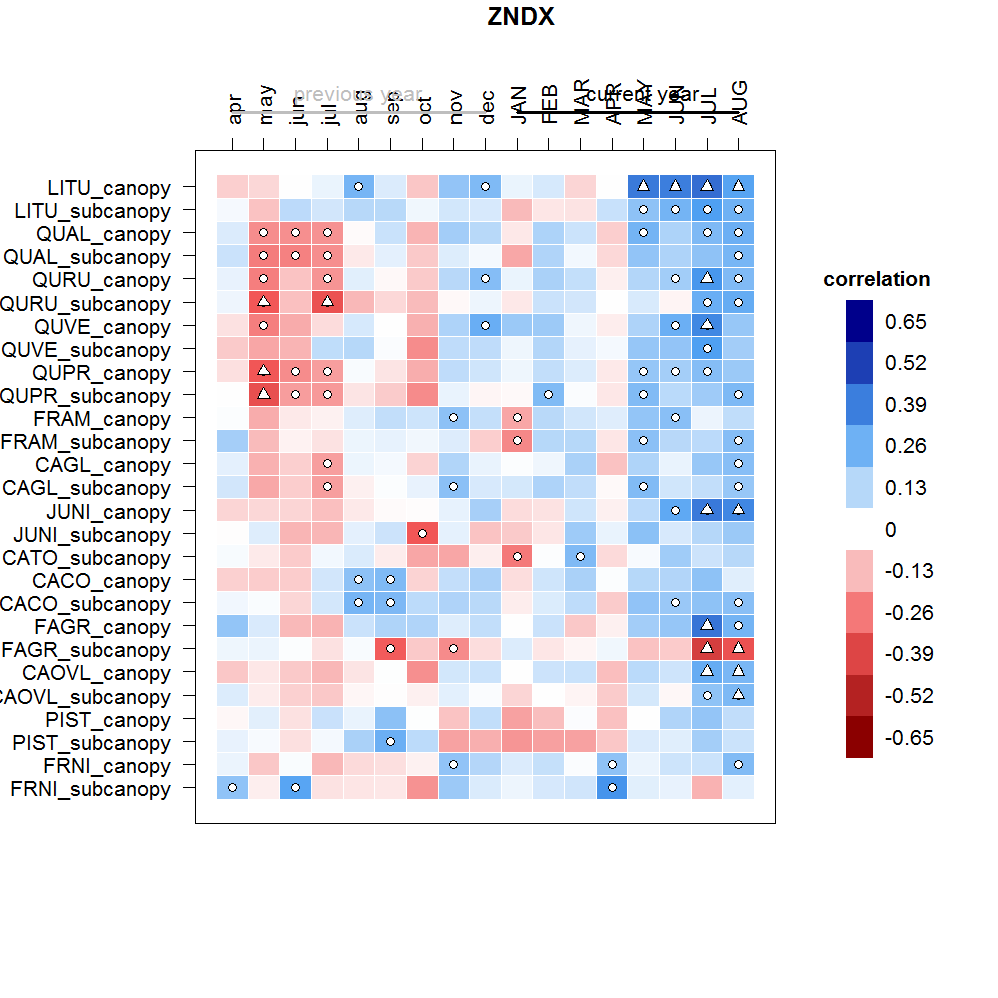 ZNDX
previous year
current year
apr
may
jun
jul
aug
sep
oct
nov
dec
JAN
FEB
MAR
APR
MAY
JUN
JUL
AUG
LITU_canopy
LITU_subcanopy
QUAL_canopy
QUAL_subcanopy
QURU_canopy
QURU_subcanopy
QUVE_canopy
QUVE_subcanopy
QUPR_canopy
QUPR_subcanopy
FRAM_canopy
FRAM_subcanopy
CAGL_canopy
CAGL_subcanopy
JUNI_canopy
JUNI_subcanopy
CATO_subcanopy
CACO_canopy
CACO_subcanopy
FAGR_canopy
FAGR_subcanopy
CAOVL_canopy
CAOVL_subcanopy
PIST_canopy
PIST_subcanopy
FRNI_canopy
FRNI_subcanopy
correlation
0.65
0.52
0.39
0.26
0.13
0
-0.13
-0.26
-0.39
-0.52
-0.65